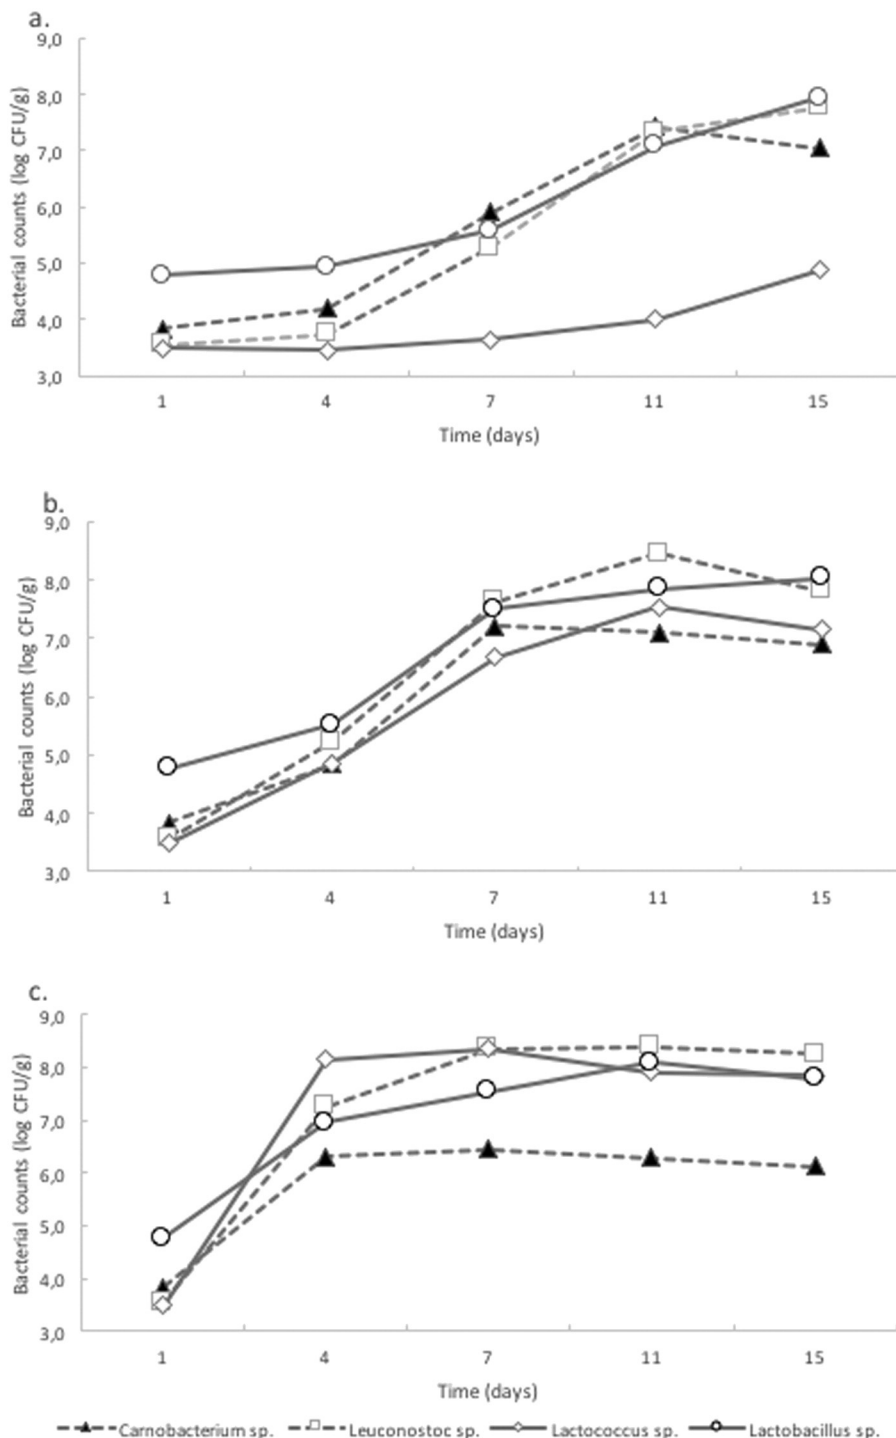 a.
Bacterial counts (log CFU/g)
9,0
8,0
7,0
6,0
5,0
4,0
3,0
1 4 7 11 15
Time (days)
b.
Bacterial counts (log CFU/g)
9,0
8,0
7,0
6,0
5,0
4,0
3,0
1 4 7 11 15
Time (days)
c.
Bacterial counts (log CFU/g)
9,0
8,0
7,0
6,0
5,0
4,0
3,0
1 4 7 11 15
Time (days)
Carnobacterium sp. Leuconostoc sp. Lactococcus sp. Lactobacillus sp.